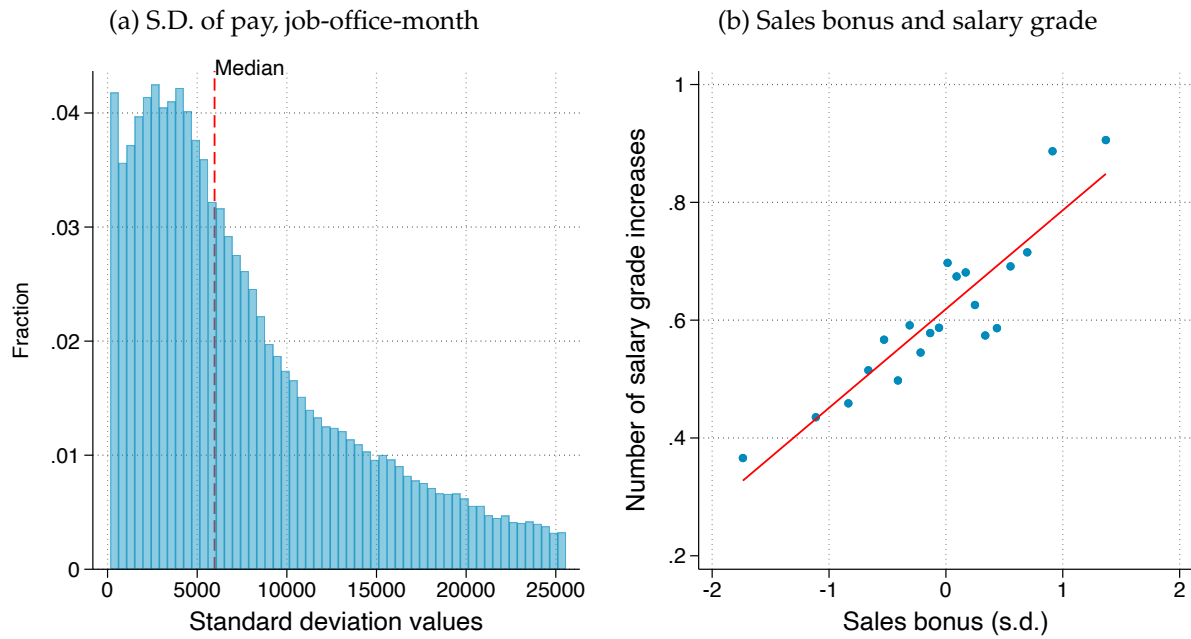 (a) S.D. of pay, job-office-month
Median
.04
.03
.02
.01
0
Fraction
0 5000 10000 15000 20000 25000
Standard deviation values
(b) Sales bonus and salary grade
1
.8
.6
.4
.2
Number of salary grade increases
-2 -1 0 1 2
Sales bonus (s.d.)